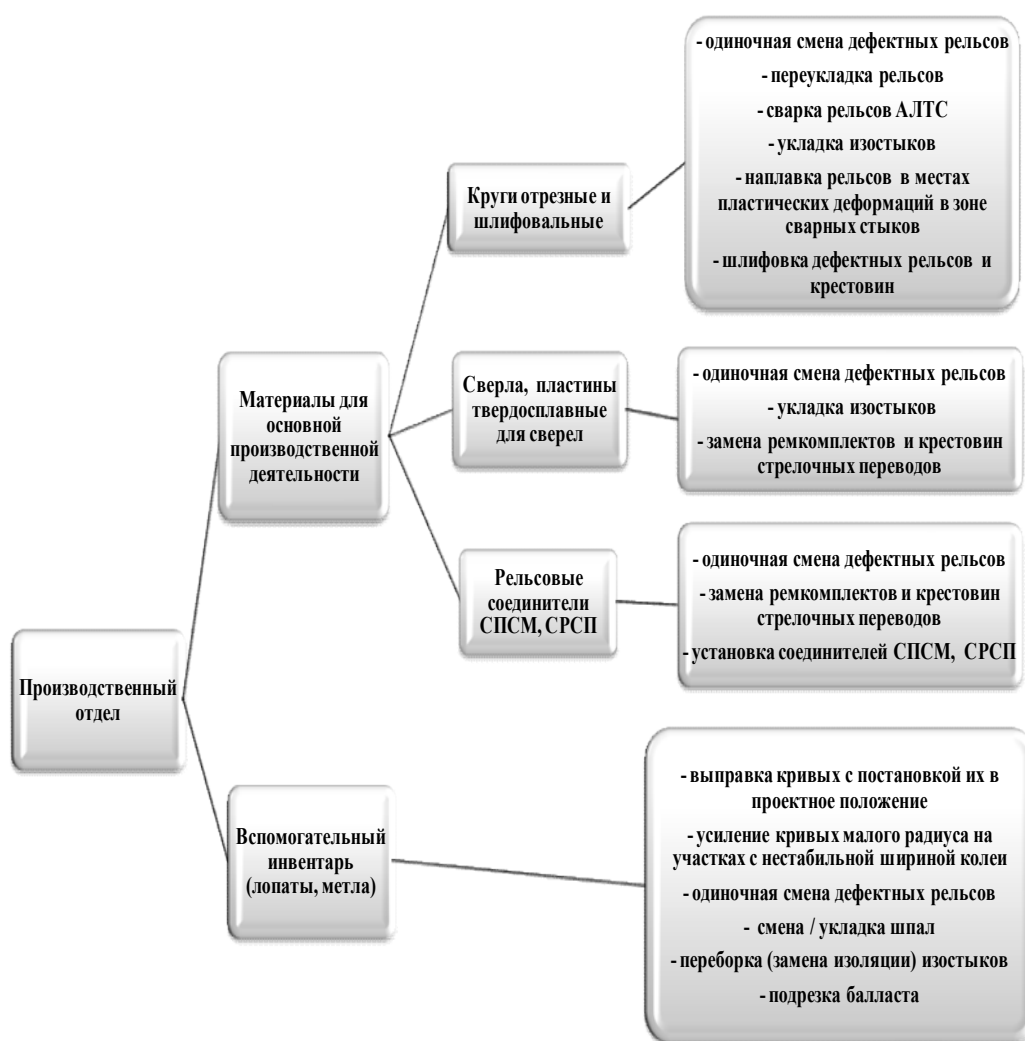 - одиночная смена дефектных рельсов
- переукладка рельсов
- сварка рельсов АЛТС
- укладка изостыков
- наплавка рельсов в местах
пластических деформаций в зоне
сварных стыков
- шлифовка дефектных рельсов и
крестовин
Круги отрезные и
шлифовальные
Материалы для
основной
производственной
деятельности
Сверла, пластины
твердосплавные
для сверел
- одиночная смена дефектных рельсов
- укладка изостыков
- замена ремкомплектов и крестовин
стрелочных переводов
Рельсовые
соединители
СПСМ, СРСП
- одиночная смена дефектных рельсов
- замена ремкомплектов и крестовин
стрелочных переводов
- установка соединителей СПСМ, СРСП
Производственный
отдел
Вспомогательный
инвентарь
(лопаты, метла)
- выправка кривых с постановкой их в
проектное положение
- усиление кривых малого радиуса на
участках с нестабильной шириной колеи
- одиночная смена дефектных рельсов
- смена / укладка шпал
- переборка (замена изоляции) изостыков
- подрезка балласта